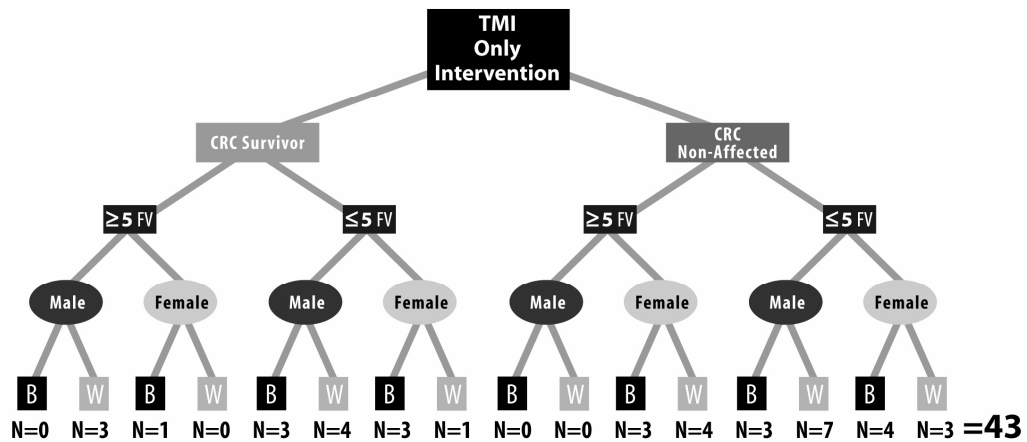 TMI
Only
Intervention
CRC Survivor
CRC
Non-Affected
≥5 FV
≤5 FV
≥5 FV
≤5 FV
Male
Female
Male
Female
Male
Female
Male
Female
B
W
B
W
B
W
B
W
B
W
B
W
B
W
B
W
N=0 N=3 N=1 N=0 N=3 N=4 N=3 N=1 N=0 N=0 N=3 N=4 N=3 N=7 N=4 N=3 =43